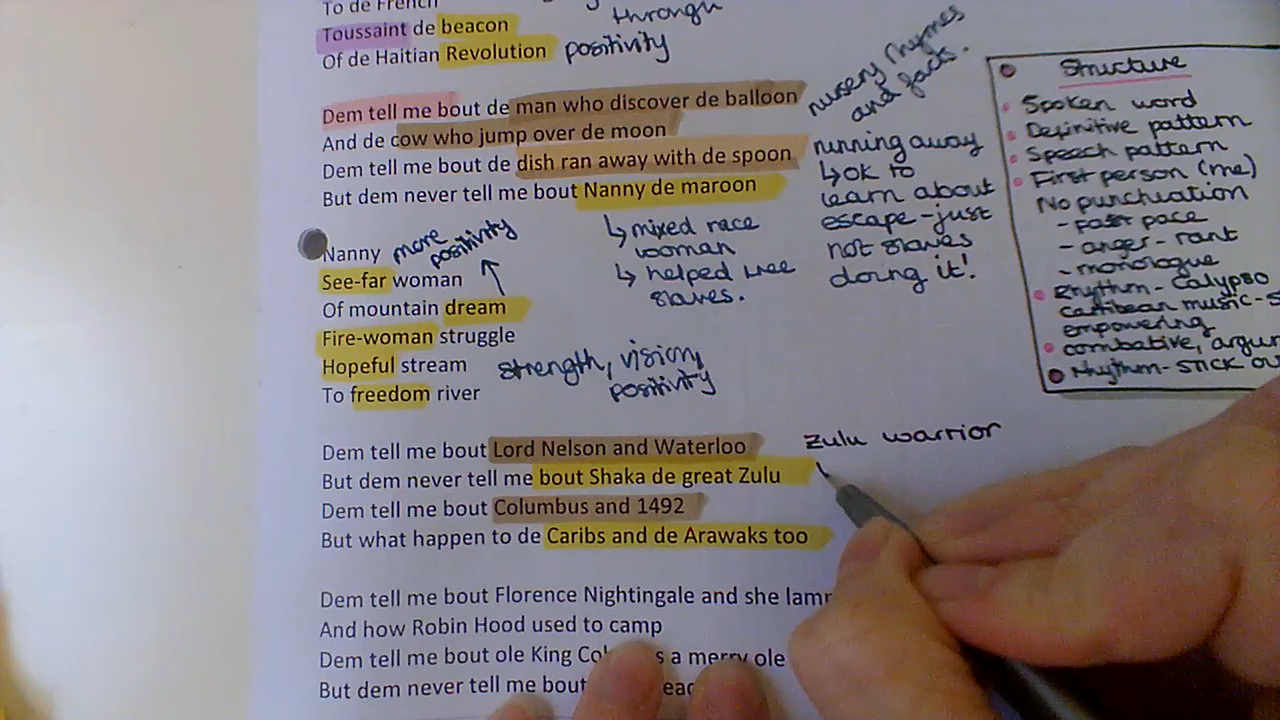 To de French
through
Toussaint de beacon
Of de Haitian Revolution
positivity
nursery rhymes
and facts.
Dem tell me bout de man who discover de balloon
And de cow who jump over de moon
Dem tell me bout de dish ran away with de spoon
But dem never tell me bout Nanny de maroon
running away
↳ok to
learn about
escape-just
not slaves
doing it!
↳ mixed race
woman
↳ helped free
slaves.
Nanny
more
positivity
See-far woman
Of mountain dream
Fire-woman struggle
Hopeful stream
To freedom river
strength, vision,
positivity
Structure
Spoken word
Definitive pattern
Speech pattern
First person (me)
No punctuation
- fast pace
- anger - rant
- monologue
Rhythm - calypso
Caribbean music-
empowering
combative,
Rhythm - STICK
Dem tell me bout Lord Nelson and Waterloo
But dem never tell me bout Shaka de great Zulu
Dem tell me bout Columbus and 1492
But what happen to de Caribs and de Arawaks too
Zulu warrior
Dem tell me bout Florence Nightingale and she
And how Robin Hood used to camp
Dem tell me bout ole King a merry ole
But dem never tell me bout